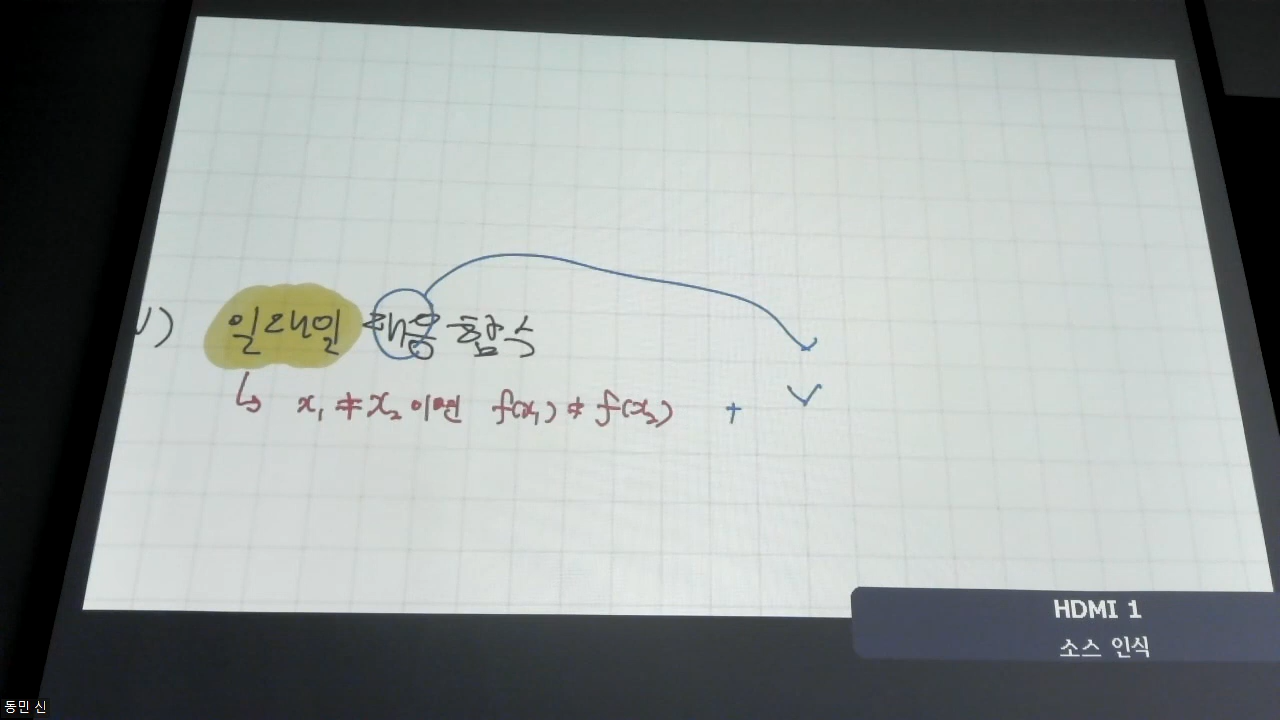 일대일 대응 함수
↳ x₁ ≠ x₂ 이면 f(x₁) ≠ f(x₂) +
HDMI 1
소스 인식
동민 신